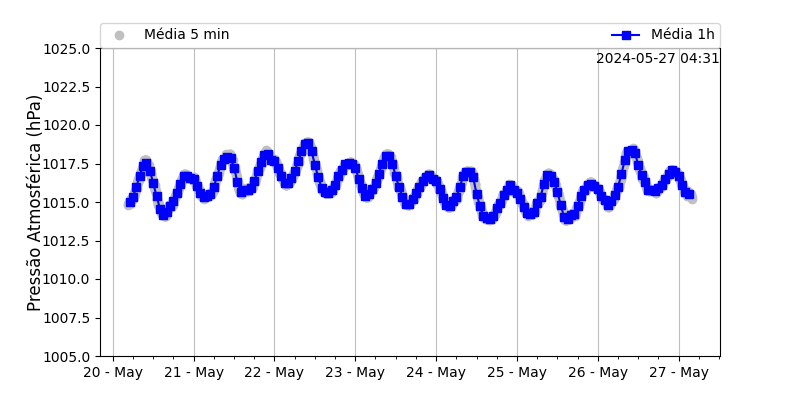 Média 5 min
Média 1h
2024-05-27 04:31
Pressão Atmosférica (hPa)
1025.0
1022.5
1020.0
1017.5
1015.0
1012.5
1010.0
1007.5
1005.0
20 - May
21 - May
22 - May
23 - May
24 - May
25 - May
26 - May
27 - May